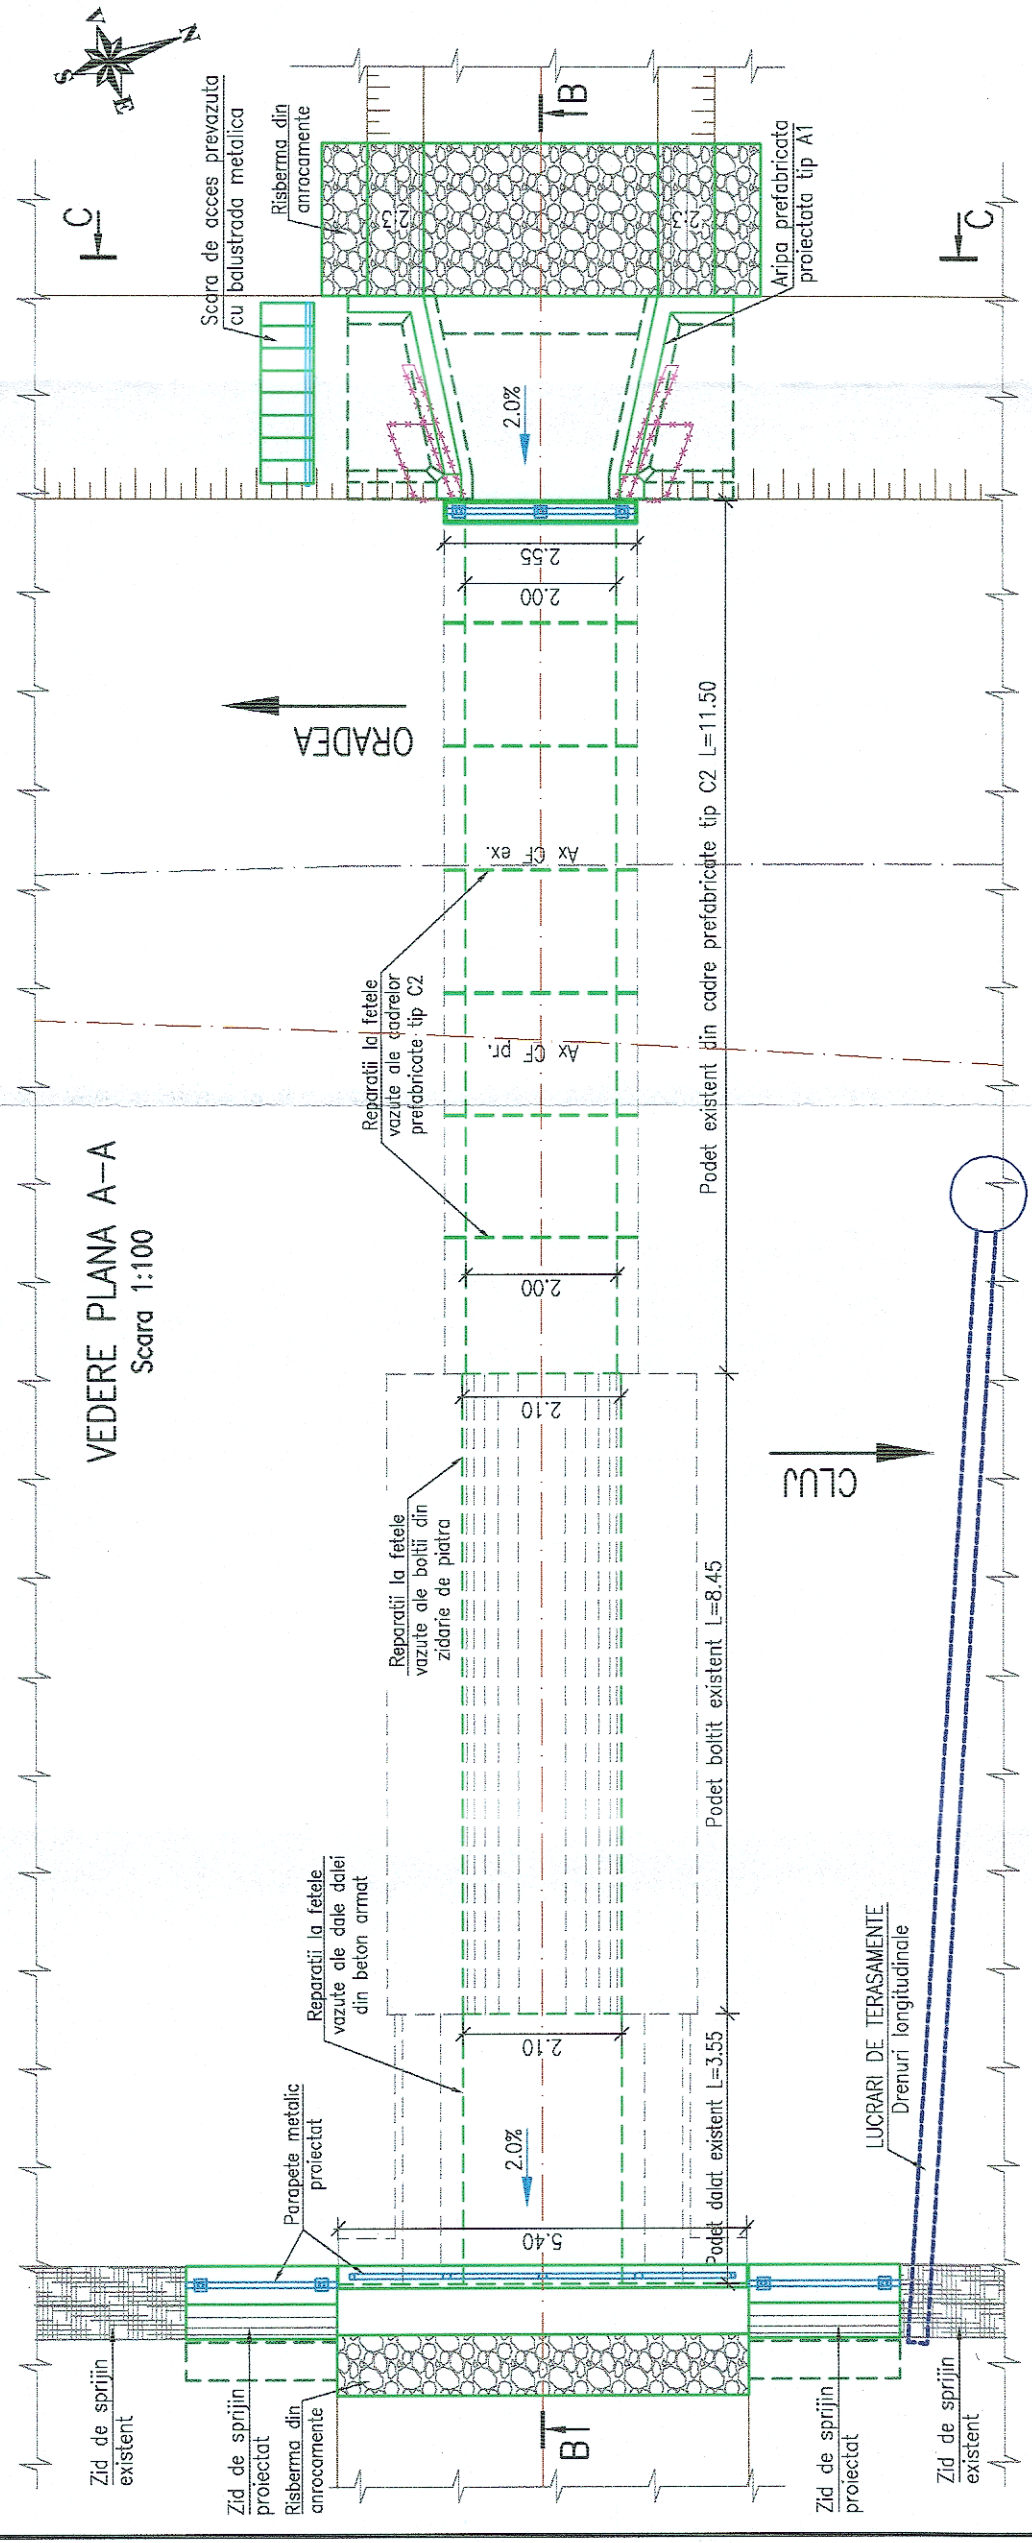 VEDERE PLANA A-A
Scara 1:100
S
V
E
N
C
C
B
B
Scara de acces prevazuta
cu balustrada metalica
Risberma din
anrocamente
2:3
2:3
Aripa prefabricata
proiectata tip A1
2.0%
2.55
2.00
ORADEA
Ax CF ex.
Ax CF pr.
Reparatii la fetele
vazute ale cadrelor
prefabricate tip C2
Podet existent din cadre prefabricate tip C2 L=11.50
2.00
2.10
CLUJ
Reparatii la fetele
vazute ale boltii din
zidarie de piatra
Podet boltit existent L=8.45
Reparatii la fetele
vazute ale dale dalei
din beton armat
2.10
Podet dalat existent L=3.55
2.0%
5.40
Parapete metalic
proiectat
LUCRARI DE TERASAMENTE
Drenuri longitudinale
Zid de sprijin
existent
Zid de sprijin
proiectat
Risberma din
anrocamente
Zid de sprijin
proiectat
Zid de sprijin
existent